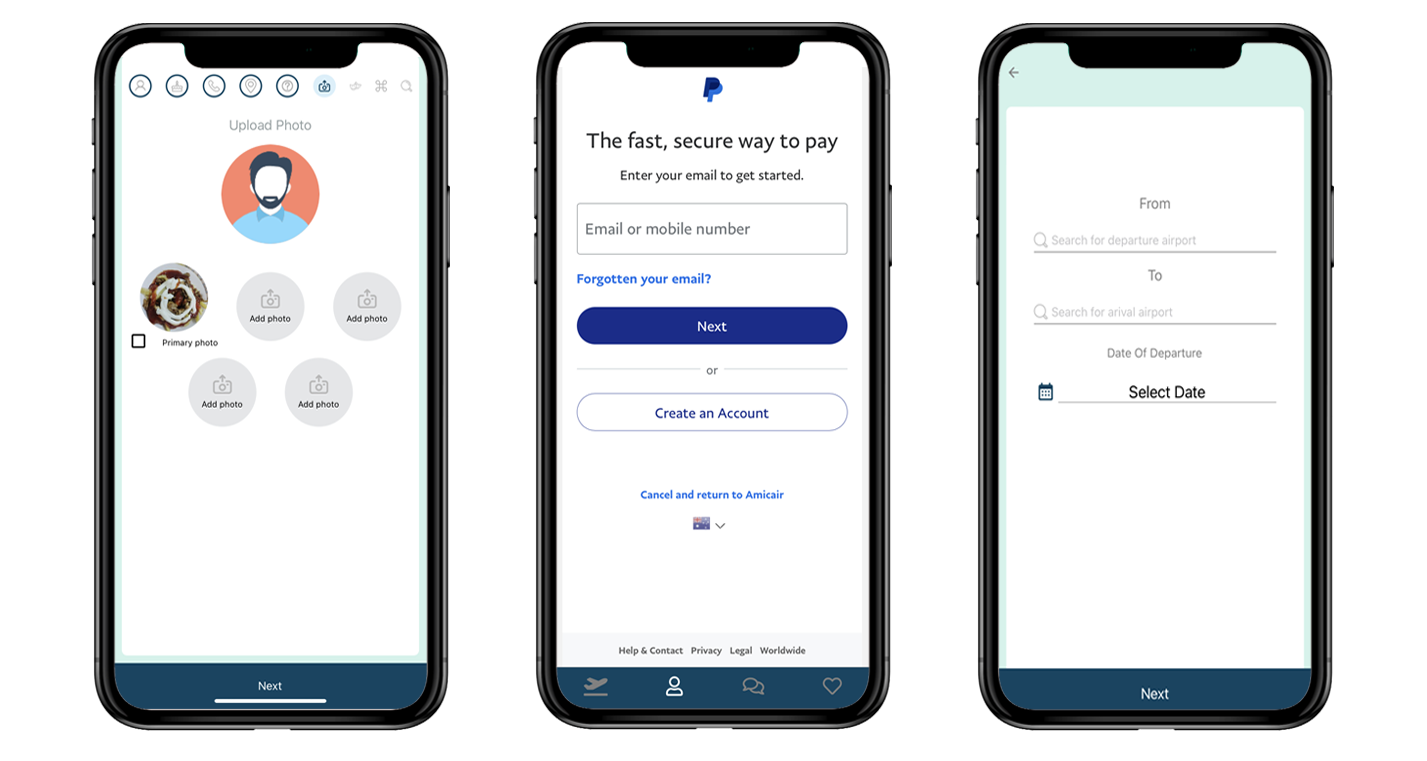 Upload Photo
Add photo
Add photo
Primary photo
Add photo
Add photo
Next
The fast, secure way to pay
Enter your email to get started.
Email or mobile number
Forgotten your email?
Next
or
Create an Account
Cancel and return to Amicair
Help & Contact Privacy Legal Worldwide
From
Search for departure airport
To
Search for arival airport
Date Of Departure
Select Date
Next